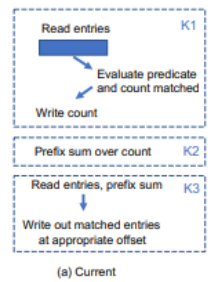 Read entries
K1
Evaluate predicate
and count matched
Write count
Prefix sum over count
K2
Read entries, prefix sum
K3
Write out matched entries
at appropriate offset
(a) Current